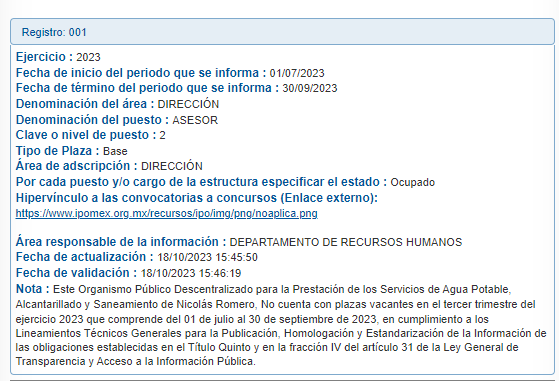 Registro: 001
Ejercicio : 2023
Fecha de inicio del periodo que se informa : 01/07/2023
Fecha de término del periodo que se informa : 30/09/2023
Denominación del área : DIRECCIÓN
Denominación del puesto : ASESOR
Clave o nivel de puesto : 2
Tipo de Plaza : Base
Área de adscripción : DIRECCIÓN
Por cada puesto y/o cargo de la estructura especificar el estado : Ocupado
Hipervínculo a las convocatorias a concursos (Enlace externo):
https://www.ipomex.org.mx/recursos/ipo/img/png/noaplica.png
Área responsable de la información : DEPARTAMENTO DE RECURSOS HUMANOS
Fecha de actualización : 18/10/2023 15:45:50
Fecha de validación : 18/10/2023 15:46:19
Nota : Este Organismo Público Descentralizado para la Prestación de los Servicios de Agua Potable,
Alcantarillado y Saneamiento de Nicolás Romero, No cuenta con plazas vacantes en el tercer trimestre del
ejercicio 2023 que comprende del 01 de julio al 30 de septiembre de 2023, en cumplimiento a los
Lineamientos Técnicos Generales para la Publicación, Homologación y Estandarización de la Información de
las obligaciones establecidas en el Título Quinto y en la fracción IV del artículo 31 de la Ley General de
Transparencia y Acceso a la Información Pública.